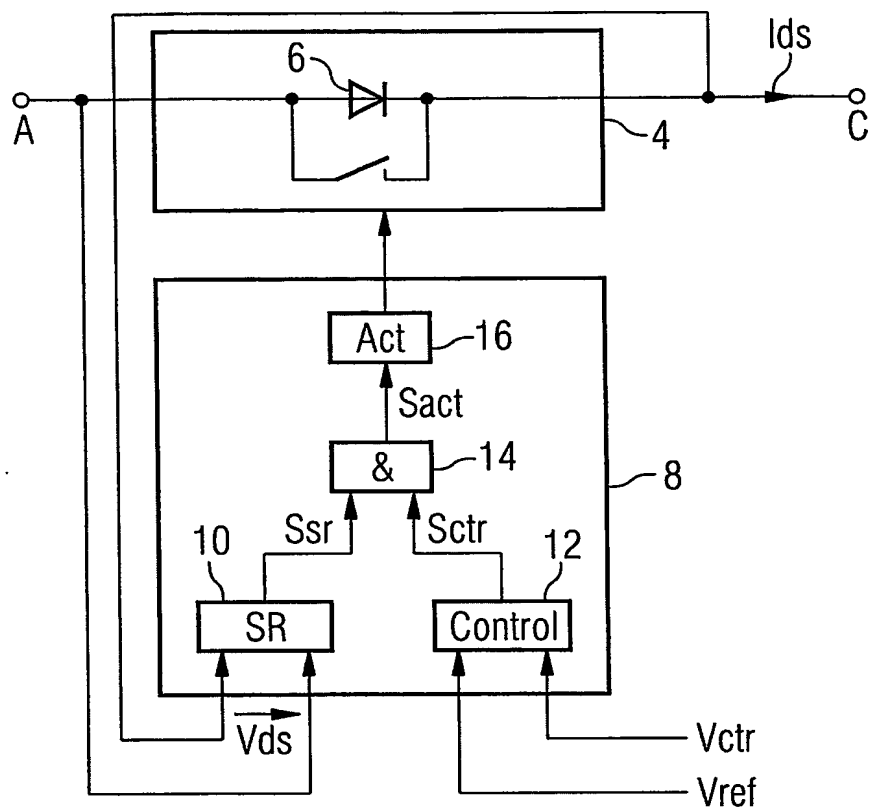 Ids
6
A
4
C
Act
16
Sact
&
14
8
Ssr
Sctr
10
12
SR
Control
Vds
Vctr
Vref